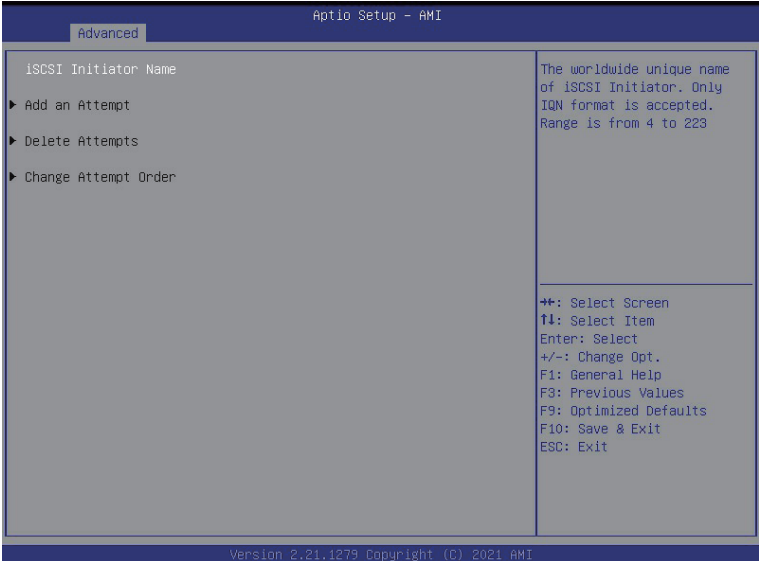 Aptio Setup – AMI
Advanced
iSCSI Initiator Name
▶ Add an Attempt
▶ Delete Attempts
▶ Change Attempt Order
The worldwide unique name
of iSCSI Initiator. Only
IQN format is accepted.
Range is from 4 to 223
→←: Select Screen
↑↓: Select Item
Enter: Select
+/-: Change Opt.
F1: General Help
F3: Previous Values
F9: Optimized Defaults
F10: Save & Exit
ESC: Exit
Version 2.21.1279 Copyright (C) 2021 AMI